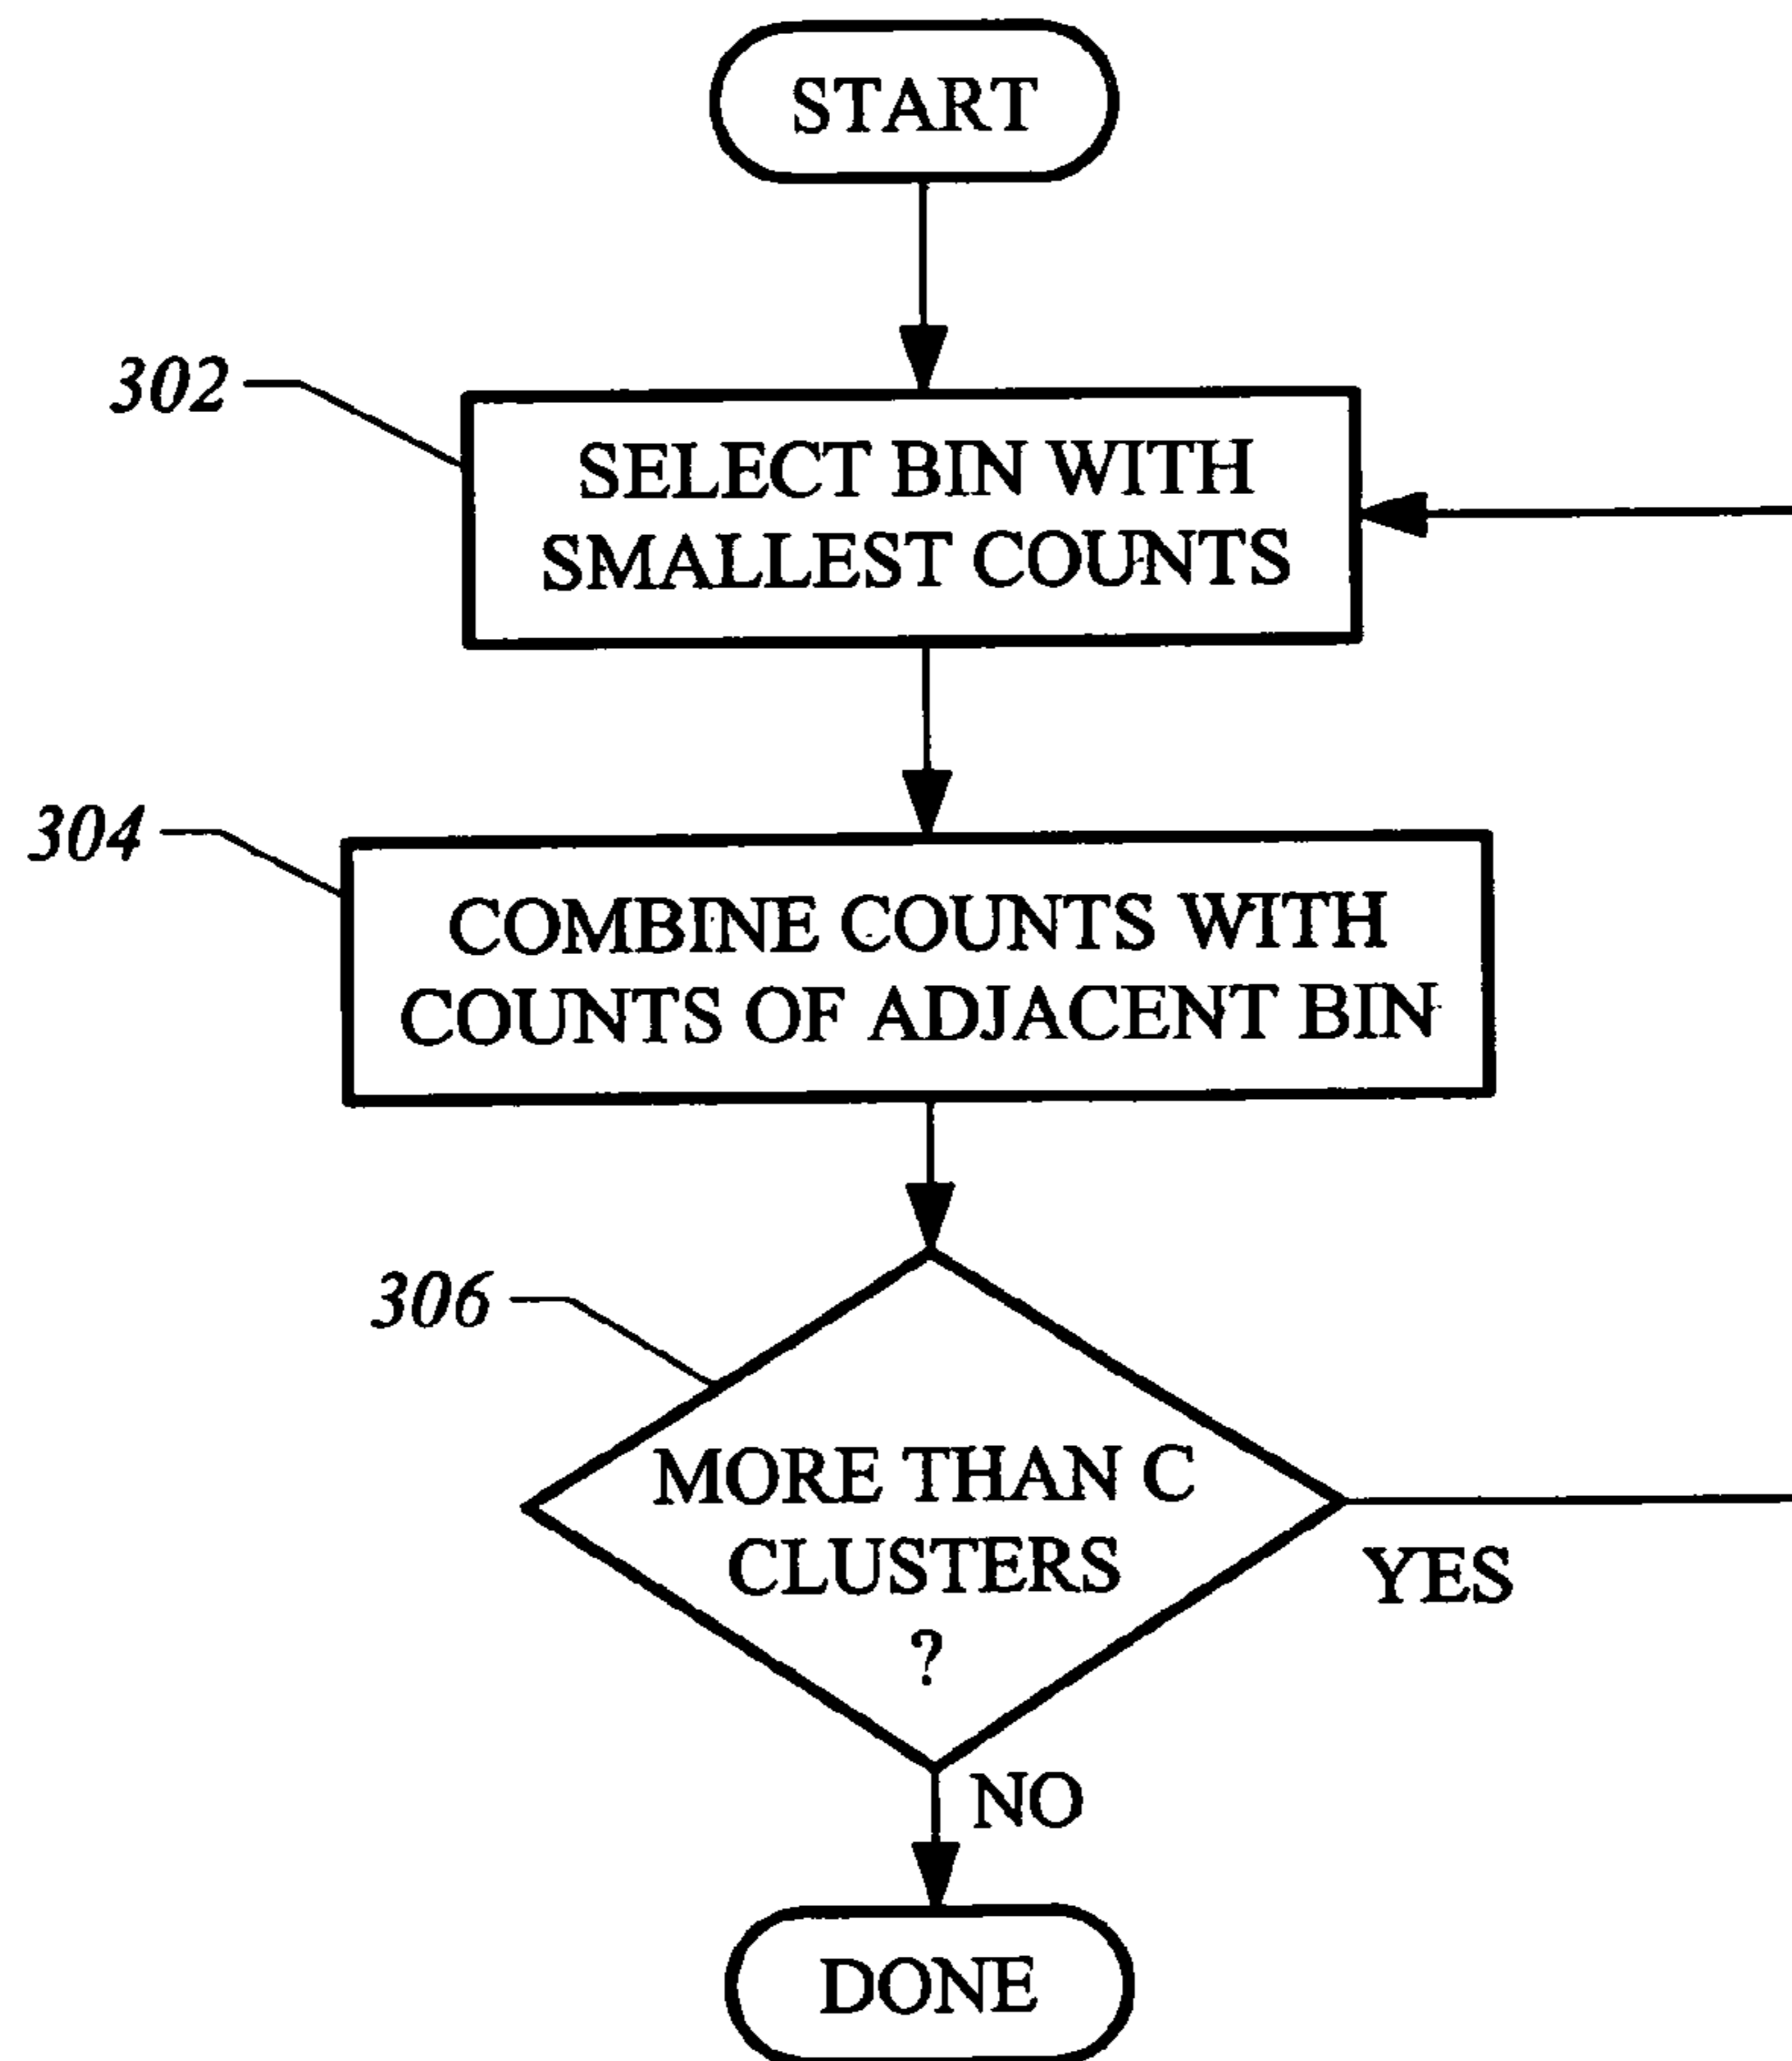 START
302
SELECT BIN WITH
SMALLEST COUNTS
304
COMBINE COUNTS WITH
COUNTS OF ADJACENT BIN
306
MORE THAN C
CLUSTERS
?
YES
NO
DONE